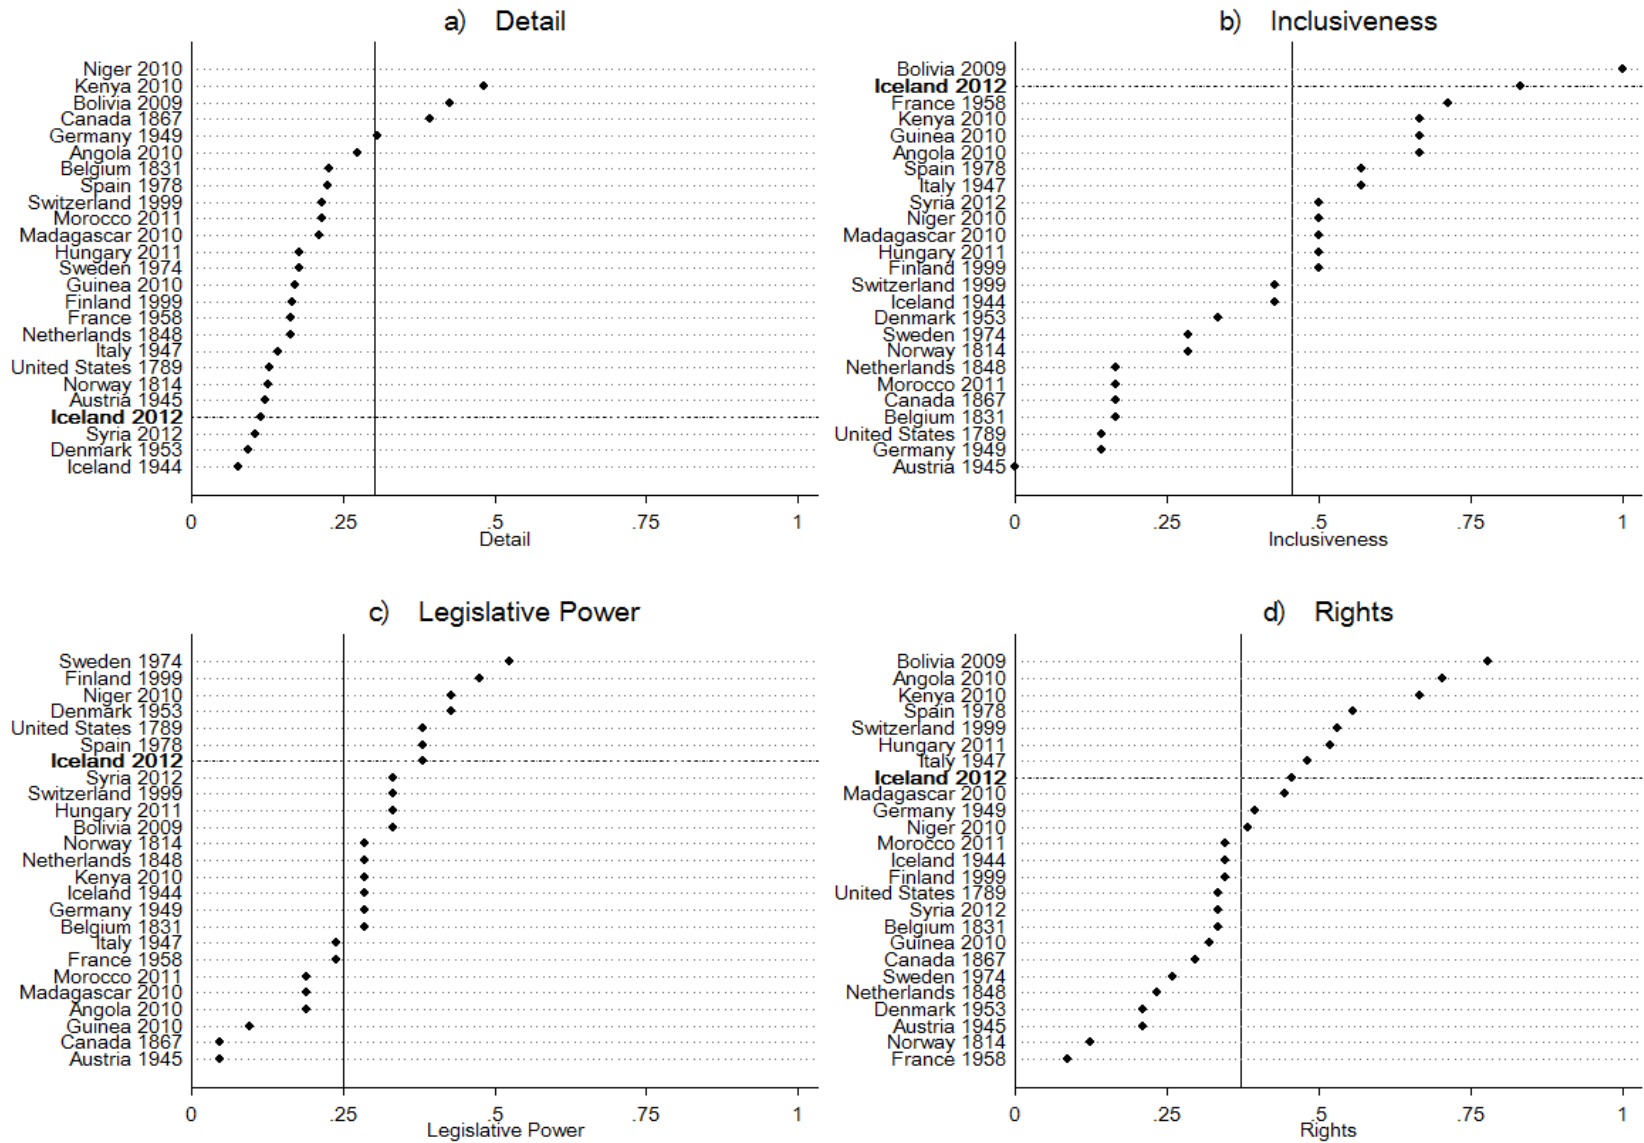 a) Detail
Niger 2010
Kenya 2010
Bolivia 2009
Canada 1867
Germany 1949
Angola 2010
Belgium 1831
Spain 1978
Switzerland 1999
Morocco 2011
Madagascar 2010
Hungary 2011
Sweden 1974
Guinea 2010
Finland 1999
France 1958
Netherlands 1848
Italy 1947
United States 1789
Norway 1814
Austria 1945
Iceland 2012
Syria 2012
Denmark 1953
Iceland 1944
0 .25 .5 .75 1
Detail
b) Inclusiveness
Bolivia 2009
Iceland 2012
France 1958
Kenya 2010
Guinea 2010
Angola 2010
Spain 1978
Italy 1947
Syria 2012
Niger 2010
Madagascar 2010
Hungary 2011
Finland 1999
Switzerland 1999
Iceland 1944
Denmark 1953
Sweden 1974
Norway 1814
Netherlands 1848
Morocco 2011
Canada 1867
Belgium 1831
United States 1789
Germany 1949
Austria 1945
0 .25 .5 .75 1
Inclusiveness
c) Legislative Power
Sweden 1974
Finland 1999
Niger 2010
Denmark 1953
United States 1789
Spain 1978
Iceland 2012
Syria 2012
Switzerland 1999
Hungary 2011
Bolivia 2009
Norway 1814
Netherlands 1848
Kenya 2010
Iceland 1944
Germany 1949
Belgium 1831
Italy 1947
France 1958
Morocco 2011
Madagascar 2010
Angola 2010
Guinea 2010
Canada 1867
Austria 1945
0 .25 .5 .75 1
Legislative Power
d) Rights
Bolivia 2009
Angola 2010
Kenya 2010
Spain 1978
Switzerland 1999
Hungary 2011
Italy 1947
Iceland 2012
Madagascar 2010
Germany 1949
Niger 2010
Morocco 2011
Iceland 1944
Finland 1999
United States 1789
Syria 2012
Belgium 1831
Guinea 2010
Canada 1867
Sweden 1974
Netherlands 1848
Denmark 1953
Austria 1945
Norway 1814
France 1958
0 .25 .5 .75 1
Rights